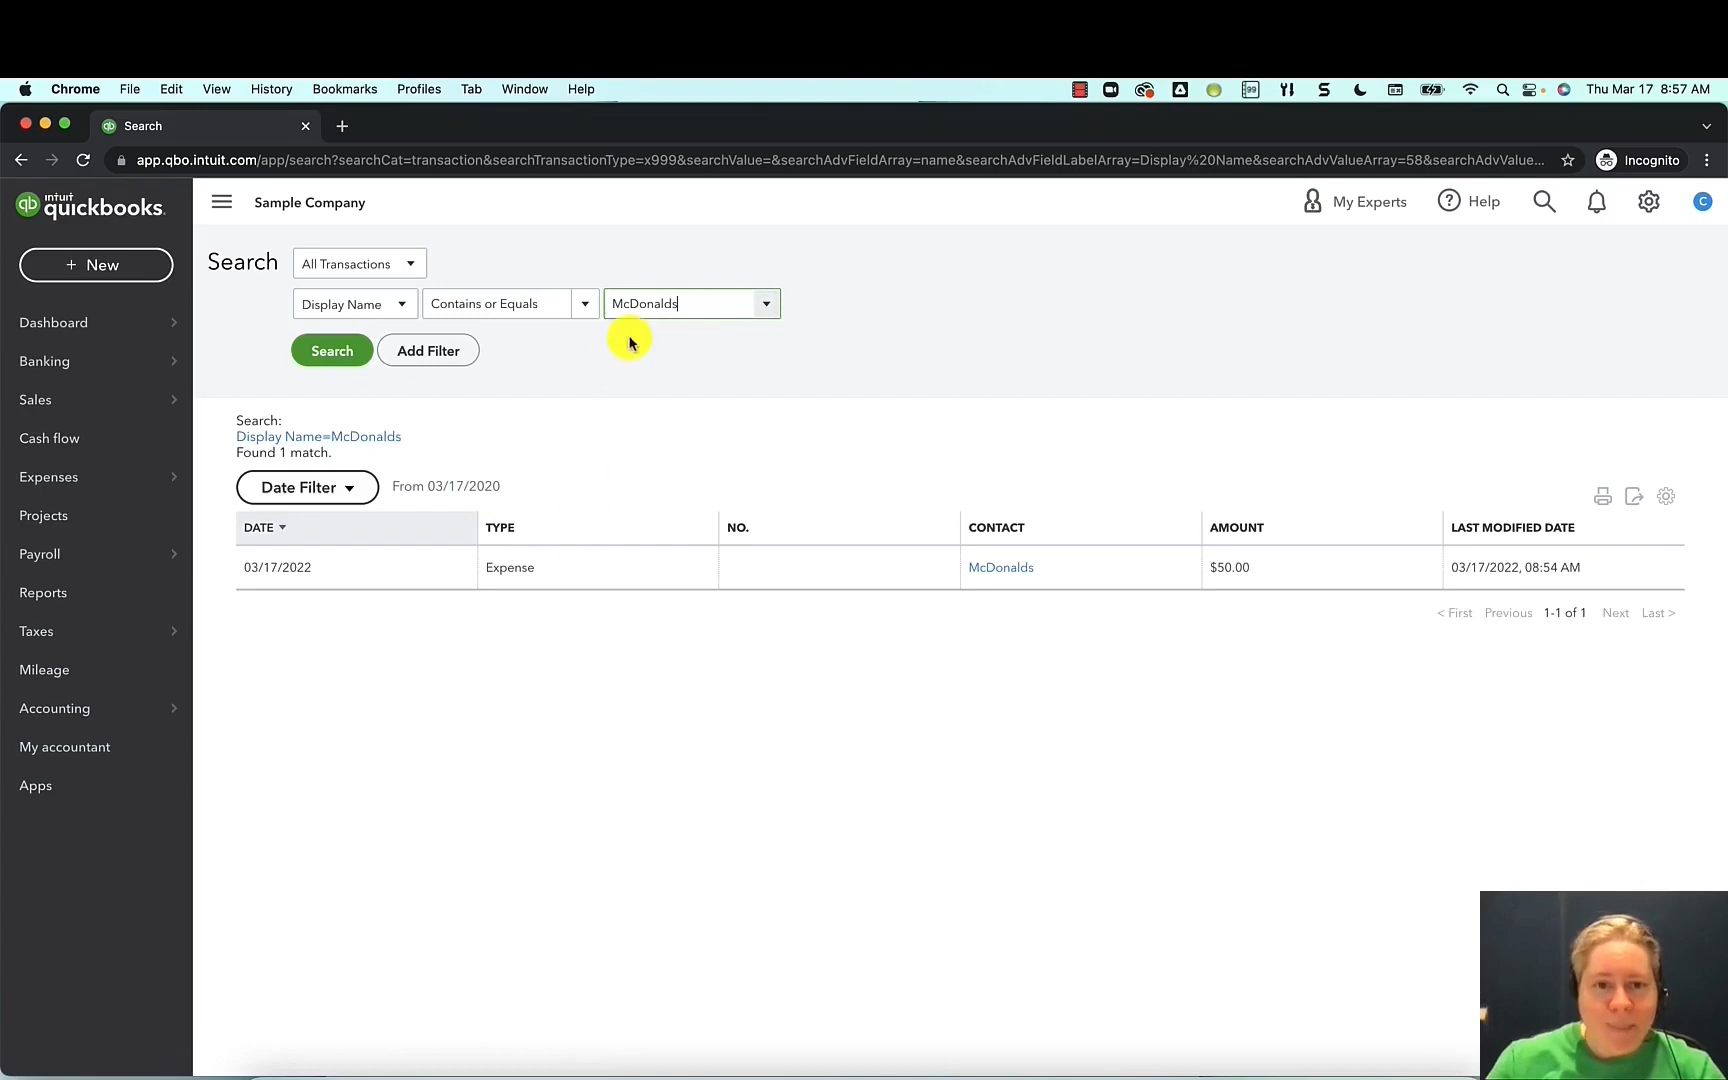 Chrome File Edit View History Bookmarks Profiles Tab Window Help 99 Thu Mar 17 8:57 AM
Search
app.qbo.intuit.com/app/search?searchCat=transaction&searchTransactionType=x999&searchValue=&searchAdvFieldArray=name&searchAdvFieldLabelArray=Display%20Name&searchAdvValueArray=58&searchAdvValue... Incognito
qb intuit quickbooks. Sample Company My Experts ? Help C
Search All Transactions
+ New
Display Name Contains or Equals McDonalds
Dashboard
Search Add Filter
Banking
Sales
Search:
Display Name=McDonalds
Cash flow
Found 1 match.
Expenses
Date Filter From 03/17/2020
Projects
DATE TYPE NO. CONTACT AMOUNT LAST MODIFIED DATE
Payroll
03/17/2022 Expense McDonalds $50.00 03/17/2022, 08:54 AM
Reports
< First Previous 1-1 of 1 Next Last >
Taxes
Mileage
Accounting
My accountant
Apps